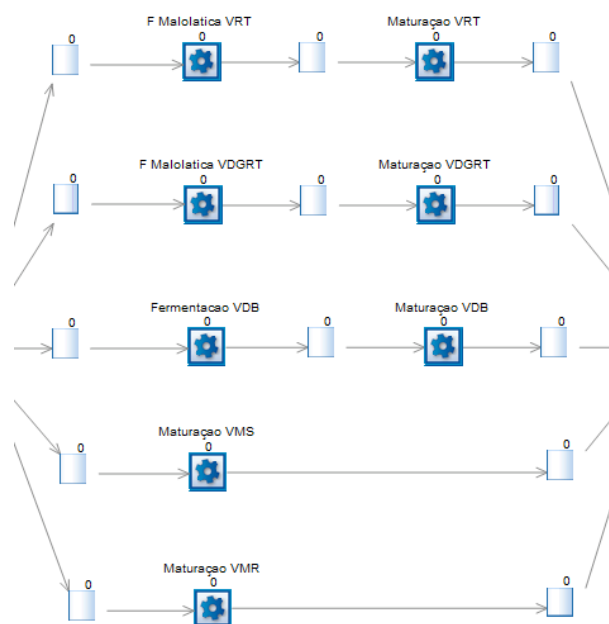 F Malolatica VRT
Maturaçao VRT
0 0 0 0 0
F Malolatica VDGRT
Maturaçao VDGRT
0 0 0 0 0
Fermentacao VDB
Maturaçao VDB
0 0 0 0 0
Maturaçao VMS
0 0 0
Maturaçao VMR
0 0 0